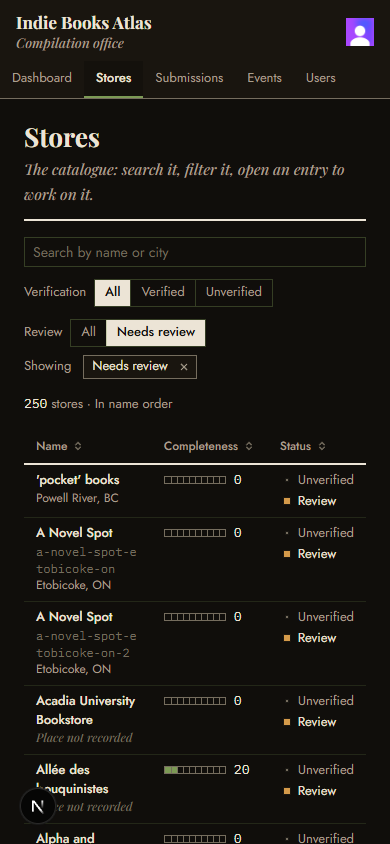 Indie Books Atlas
Compilation office
Dashboard Stores Submissions Events Users
Stores
The catalogue: search it, filter it, open an entry to
work on it.
Search by name or city
Verification All Verified Unverified
Review All Needs review
Showing Needs review ×
250 stores · In name order
Name Completeness Status
'pocket' books 0 · Unverified
Powell River, BC Review
A Novel Spot 0 · Unverified
a-novel-spot-e Review
tobicoke-on
Etobicoke, ON
A Novel Spot 0 · Unverified
a-novel-spot-e Review
tobicoke-on-2
Etobicoke, ON
Acadia University 0 · Unverified
Bookstore Review
Place not recorded
Allée des 20 · Unverified
bouquinistes Review
N not recorded
Alpha and 0 · Unverified